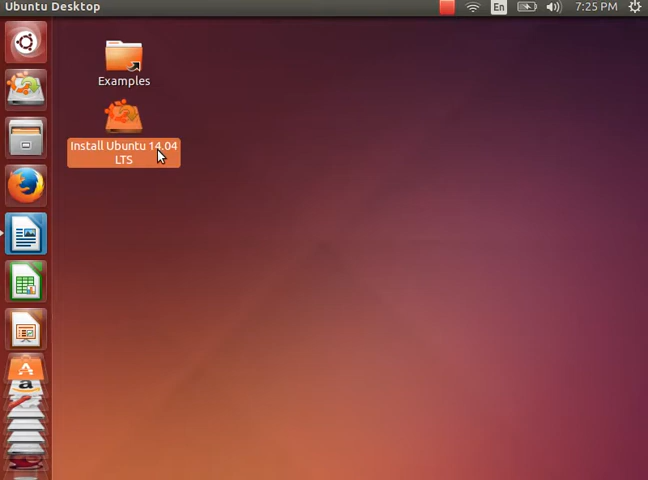 Ubuntu Desktop
En
7:25 PM
Examples
Install Ubuntu 14.04
LTS